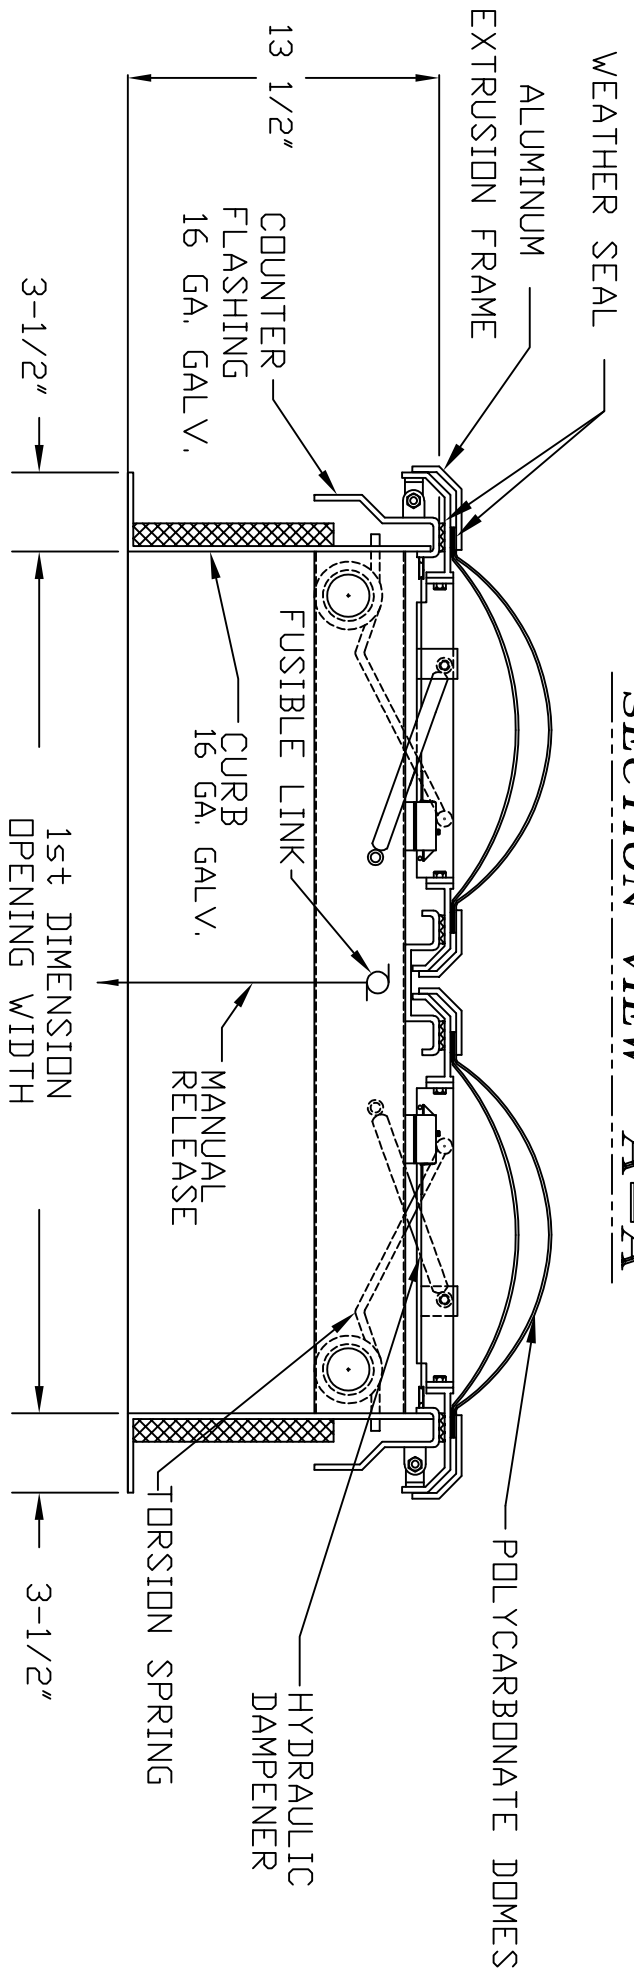 SECTION VIEW A-A
WEATHER SEAL
ALUMINUM
EXTRUSION FRAME
13 1/2"
COUNTER
FLASHING
16 GA. GALV.
3-1/2"
POLYCARBONATE DOMES
HYDRAULIC
DAMPENER
TORSION SPRING
3-1/2"
FUSIBLE LINK
CURB
16 GA. GALV.
MANUAL
RELEASE
1st DIMENSION
OPENING WIDTH